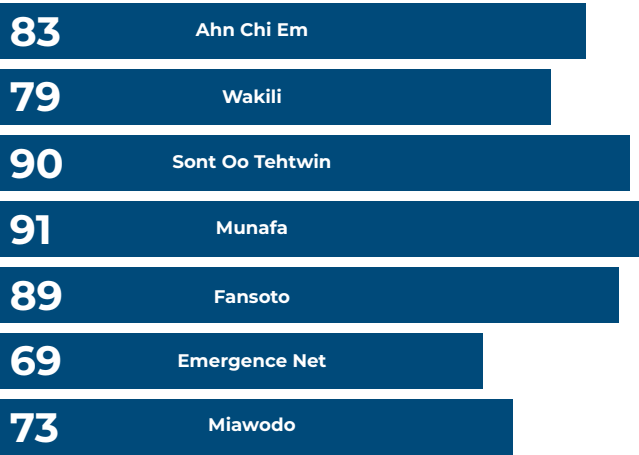 83 Ahn Chi Em
79 Wakili
90 Sont Oo Tehtwin
91 Munafa
89 Fansoto
69 Emergence Net
73 Miawodo